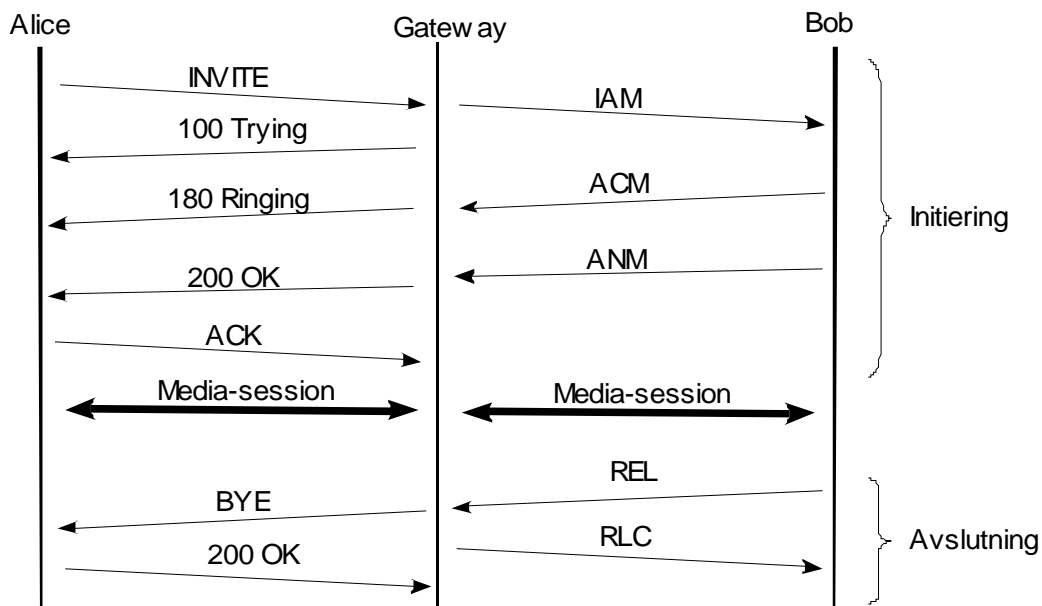 Alice
Gateway
Bob
INVITE
IAM
100 Trying
180 Ringing
ACM
Initiering
200 OK
ANM
ACK
Media-session
Media-session
REL
BYE
RLC
Avslutning
200 OK